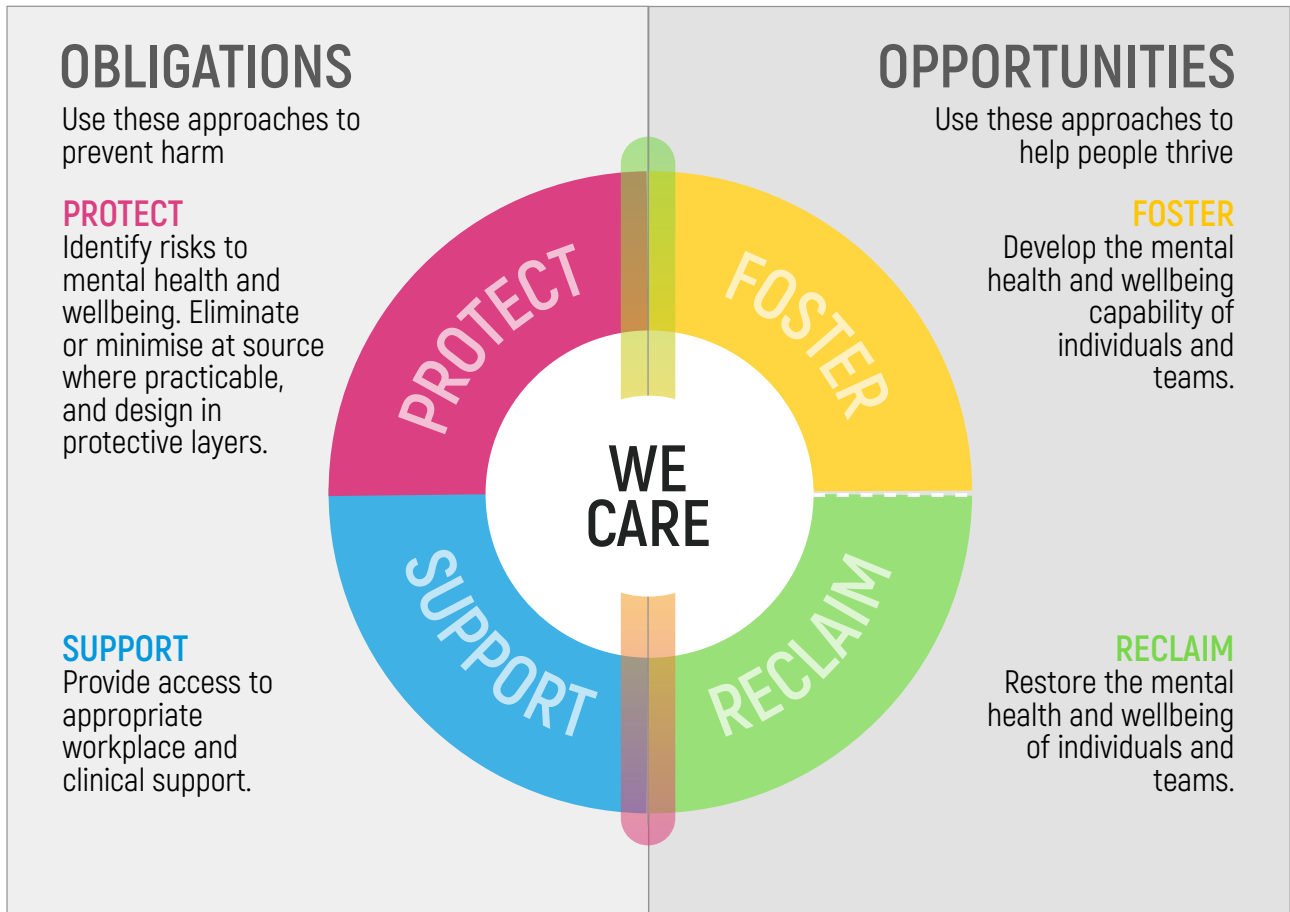 OBLIGATIONS
Use these approaches to
prevent harm
PROTECT
Identify risks to
mental health and
wellbeing. Eliminate
or minimise at source
where practicable,
and design in
protective layers.
SUPPORT
Provide access to
appropriate
workplace and
clinical support.
PROTECT
FOSTER
WE
CARE
SUPPORT
RECLAIM
OPPORTUNITIES
Use these approaches to
help people thrive
FOSTER
Develop the mental
health and wellbeing
capability of
individuals and
teams.
RECLAIM
Restore the mental
health and wellbeing
of individuals and
teams.